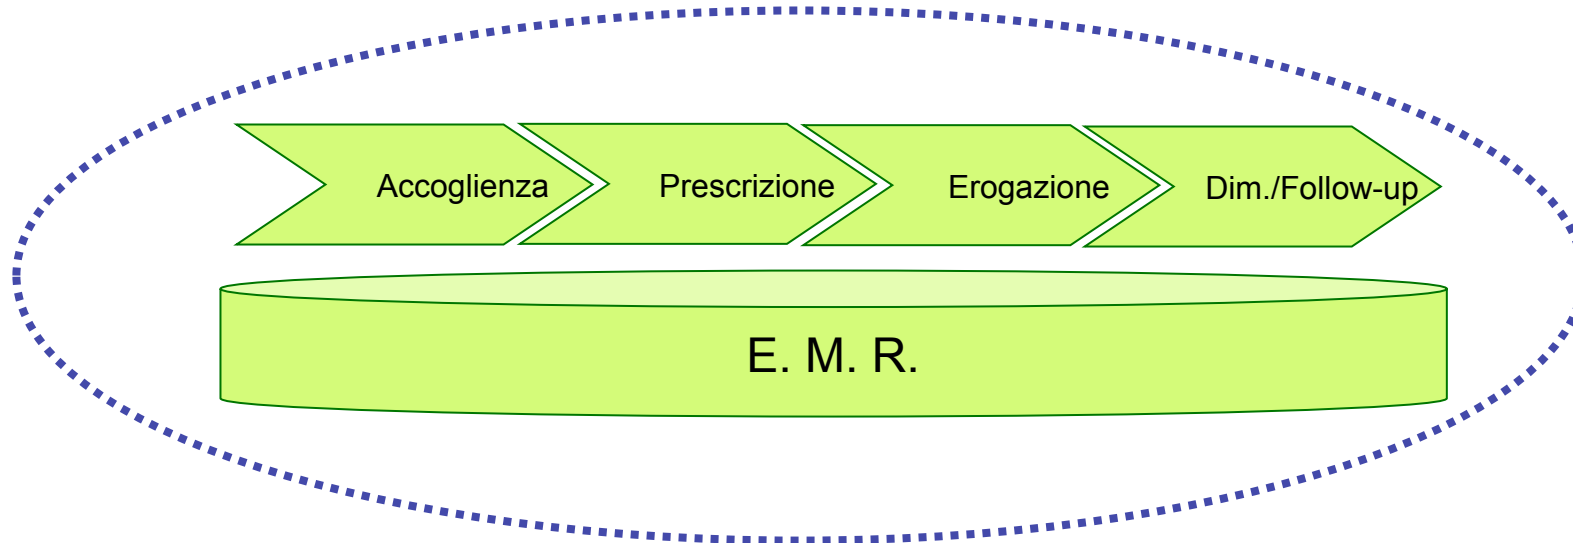 Accoglienza
Prescrizione
Erogazione
Dim./Follow-up
E. M. R.